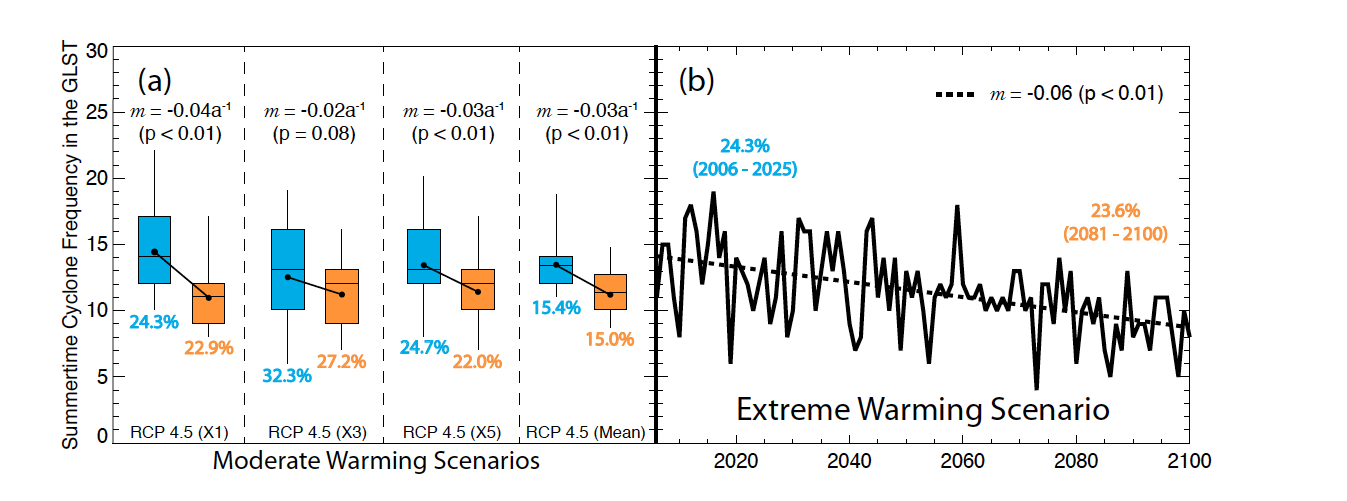 Summertime Cyclone Frequency in the GLST
30
25
20
15
10
5
0
(a)
m = -0.04a⁻¹
(p < 0.01)
m = -0.02a⁻¹
(p = 0.08)
m = -0.03a⁻¹
(p < 0.01)
m = -0.03a⁻¹
(p < 0.01)
24.3%
22.9%
32.3%
27.2%
24.7%
22.0%
15.4%
15.0%
RCP 4.5 (X1)
RCP 4.5 (X3)
RCP 4.5 (X5)
RCP 4.5 (Mean)
Moderate Warming Scenarios
(b)
m = -0.06 (p < 0.01)
24.3%
(2006 - 2025)
23.6%
(2081 - 2100)
Extreme Warming Scenario
2020
2040
2060
2080
2100